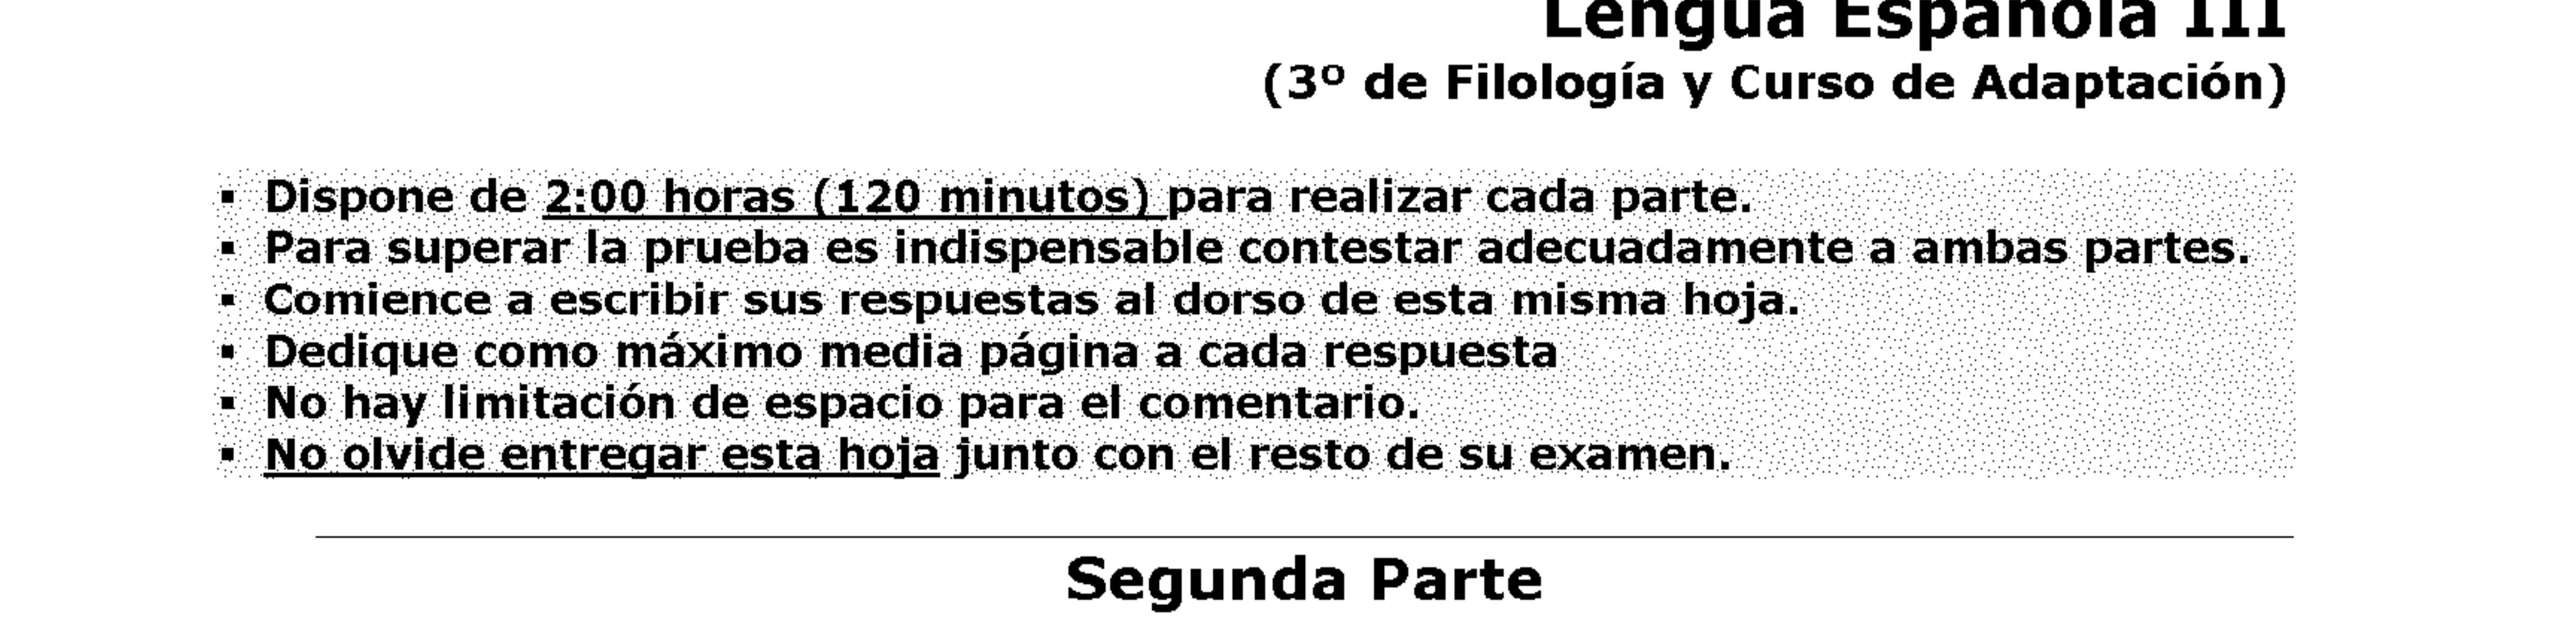 Lengua Española III
(3º de Filología y Curso de Adaptación)
▪ Dispone de 2:00 horas (120 minutos) para realizar cada parte.
▪ Para superar la prueba es indispensable contestar adecuadamente a ambas partes.
▪ Comience a escribir sus respuestas al dorso de esta misma hoja.
▪ Dedique como máximo media página a cada respuesta
▪ No hay limitación de espacio para el comentario.
▪ No olvide entregar esta hoja junto con el resto de su examen.
Segunda Parte